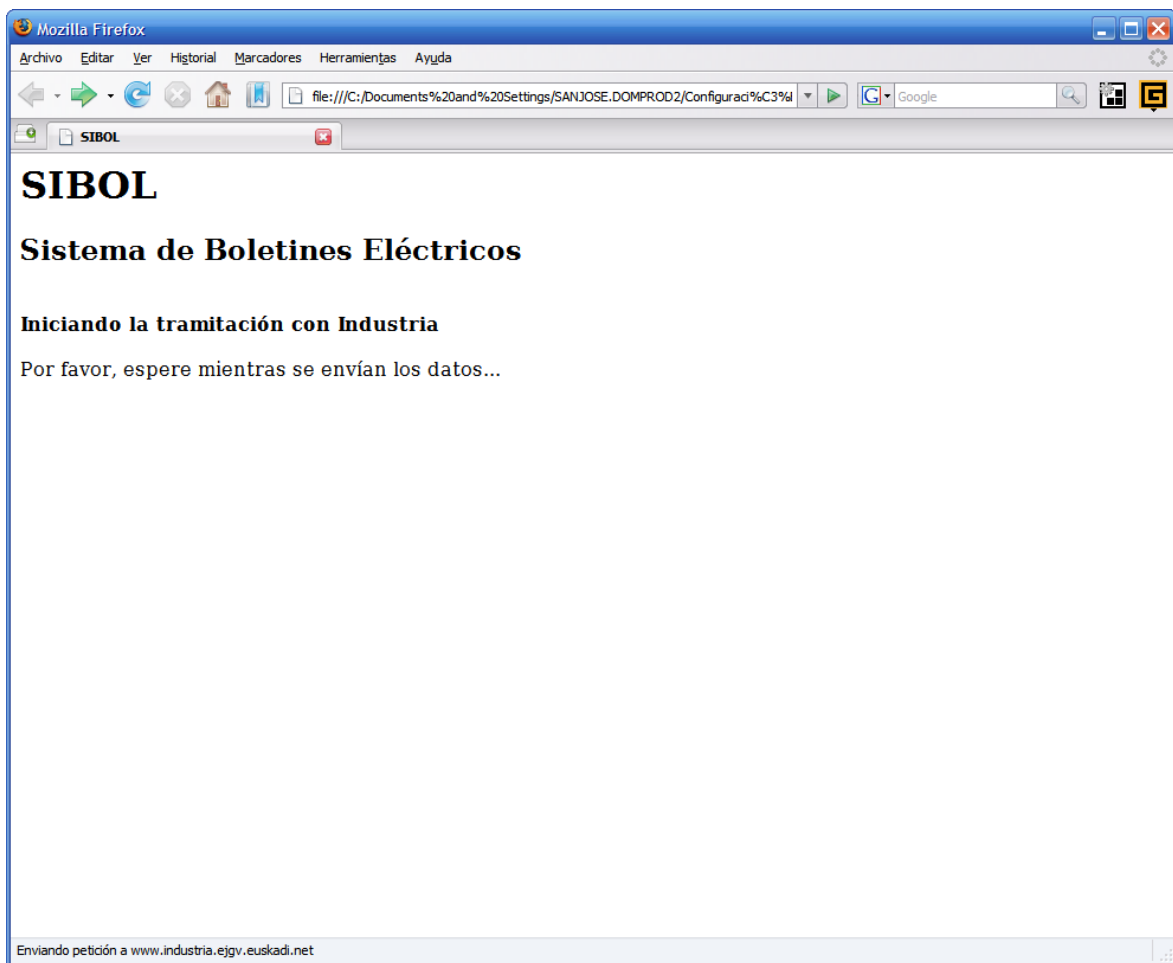 Mozilla Firefox
Archivo Editar Ver Historial Marcadores Herramientas Ayuda
file:///C:/Documents%20and%20Settings/SANJOSE.DOMPROD2/Configuraci%C3% G Google
SIBOL
SIBOL
Sistema de Boletines Eléctricos
Iniciando la tramitación con Industria
Por favor, espere mientras se envían los datos...
Enviando petición a www.industria.ejgv.euskadi.net